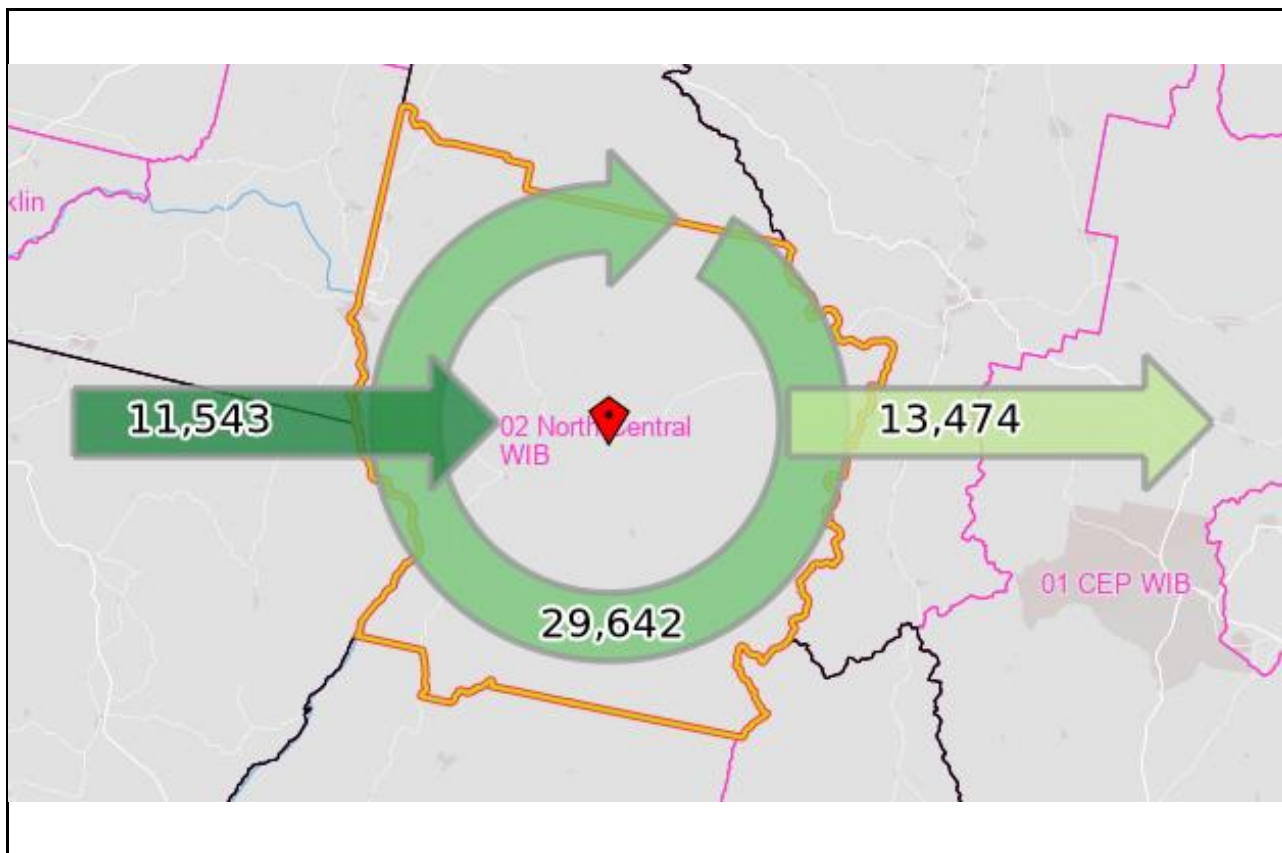 klin
11,543
02 North Central
WIB
13,474
01 CEP WIB
29,642